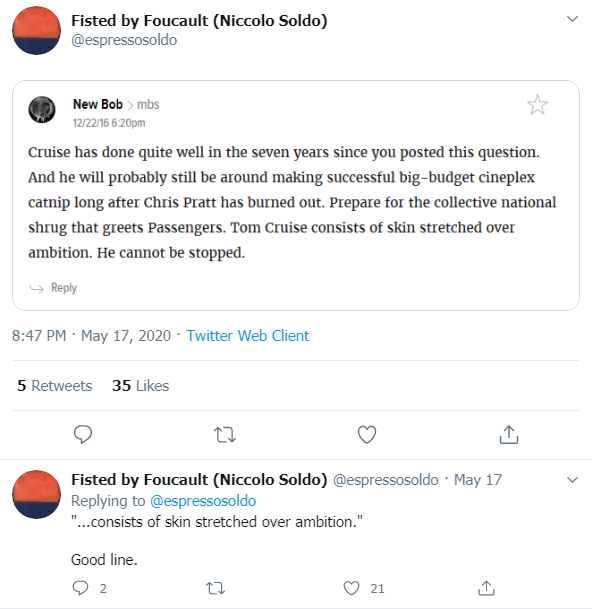 Fisted by Foucault (Niccolo Soldo)
@espressosoldo
New Bob > mbs
12/22/16 6:20pm
Cruise has done quite well in the seven years since you posted this question.
And he will probably still be around making successful big-budget cineplex
catnip long after Chris Pratt has burned out. Prepare for the collective national
shrug that greets Passengers. Tom Cruise consists of skin stretched over
ambition. He cannot be stopped.
Reply
8:47 PM · May 17, 2020 · Twitter Web Client
5 Retweets 35 Likes
Fisted by Foucault (Niccolo Soldo) @espressosoldo · May 17
Replying to @espressosoldo
"...consists of skin stretched over ambition."
Good line.
2 21